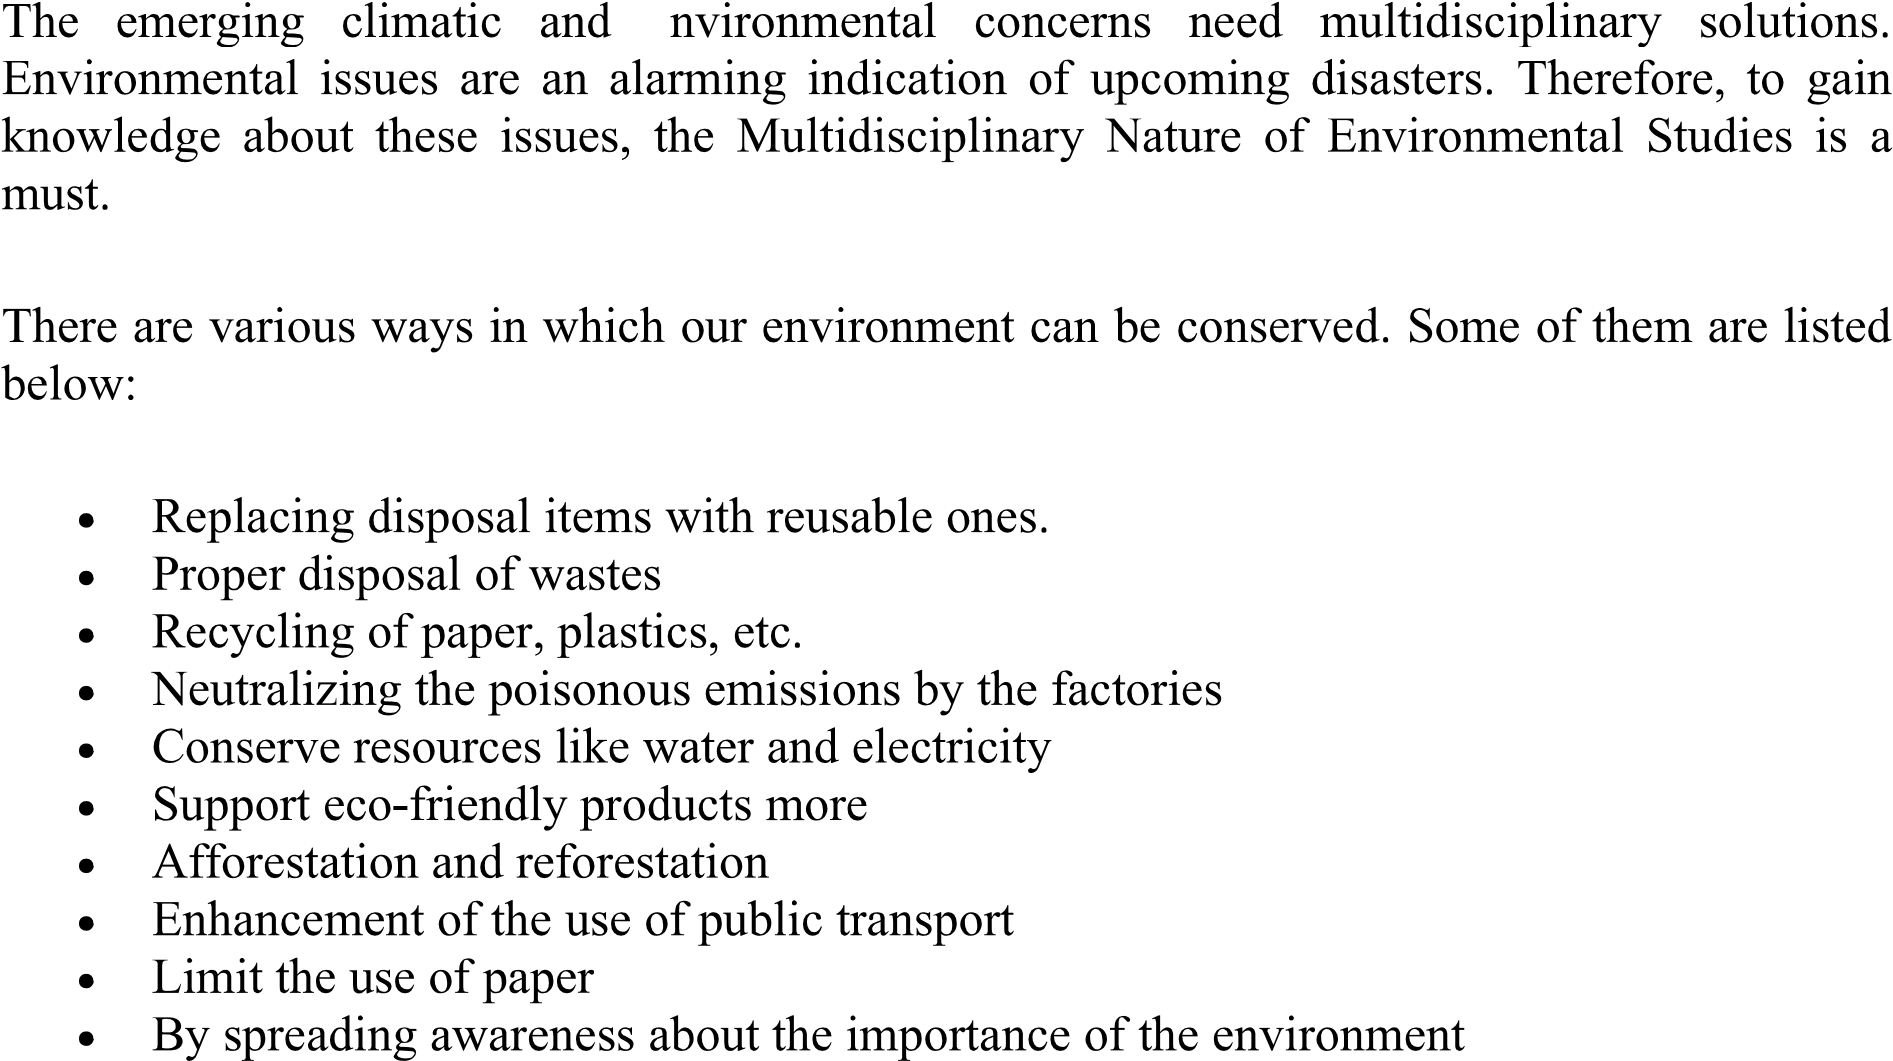 The emerging climatic and nvironmental concerns need multidisciplinary solutions.
Environmental issues are an alarming indication of upcoming disasters. Therefore, to gain
knowledge about these issues, the Multidisciplinary Nature of Environmental Studies is a
must.
There are various ways in which our environment can be conserved. Some of them are listed
below:
• Replacing disposal items with reusable ones.
• Proper disposal of wastes
• Recycling of paper, plastics, etc.
• Neutralizing the poisonous emissions by the factories
• Conserve resources like water and electricity
• Support eco-friendly products more
• Afforestation and reforestation
• Enhancement of the use of public transport
• Limit the use of paper
• By spreading awareness about the importance of the environment